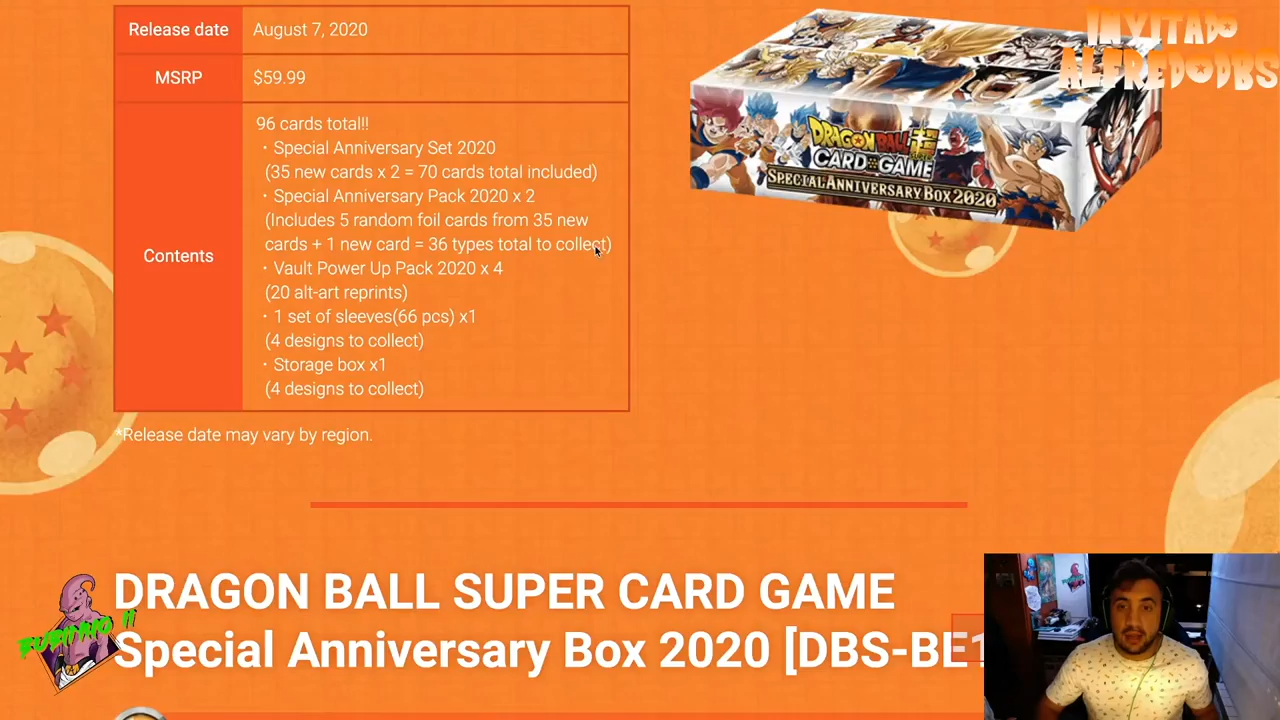 Release date August 7, 2020
MSRP $59.99
Contents
96 cards total!!
・Special Anniversary Set 2020
(35 new cards x 2 = 70 cards total included)
・Special Anniversary Pack 2020 x 2
(Includes 5 random foil cards from 35 new
cards + 1 new card = 36 types total to collect)
・Vault Power Up Pack 2020 x 4
(20 alt-art reprints)
・1 set of sleeves(66 pcs) x1
(4 designs to collect)
・Storage box x1
(4 designs to collect)
*Release date may vary by region.
INVITADO
ALFREDODBS
DRAGON BALL超
SUPER
CARD GAME
SPECIAL ANNIVERSARY BOX 2020
DRAGON BALL SUPER CARD GAME
Special Anniversary Box 2020 [DBS-BE1